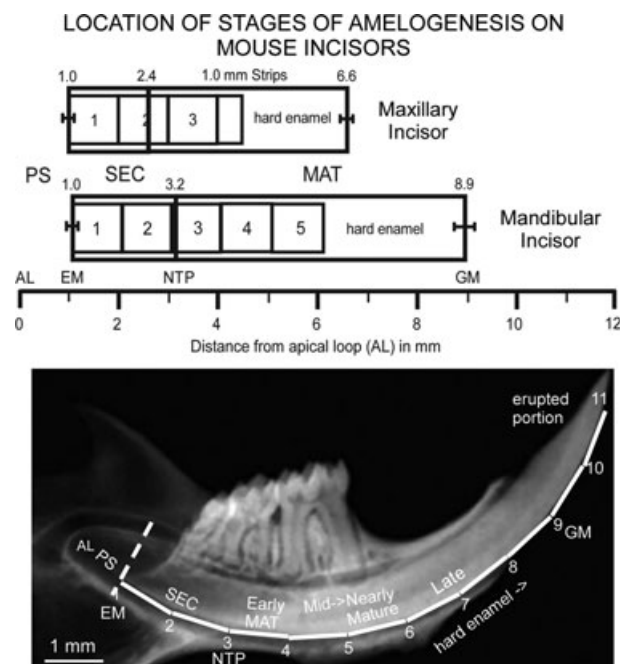 LOCATION OF STAGES OF AMELOGENESIS ON
MOUSE INCISORS
1.0 2.4 1.0 mm Strips 6.6
1 2 3 hard enamel
Maxillary
Incisor
PS SEC MAT
1.0 3.2 8.9
1 2 3 4 5 hard enamel
Mandibular
Incisor
AL EM NTP GM
0 2 4 6 8 10 12
Distance from apical loop (AL) in mm
erupted
portion
11
10
9 GM
8
AL PS
1
EM
SEC
Early
MAT
Mid->Nearly
Mature
Late
hard enamel ->
2 3 4 5 6 7
NTP
1 mm